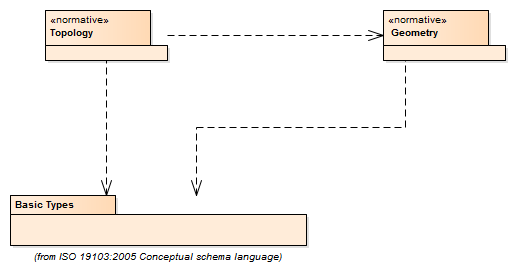 «normative»
Topology
«normative»
Geometry
Basic Types
(from ISO 19103:2005 Conceptual schema language)